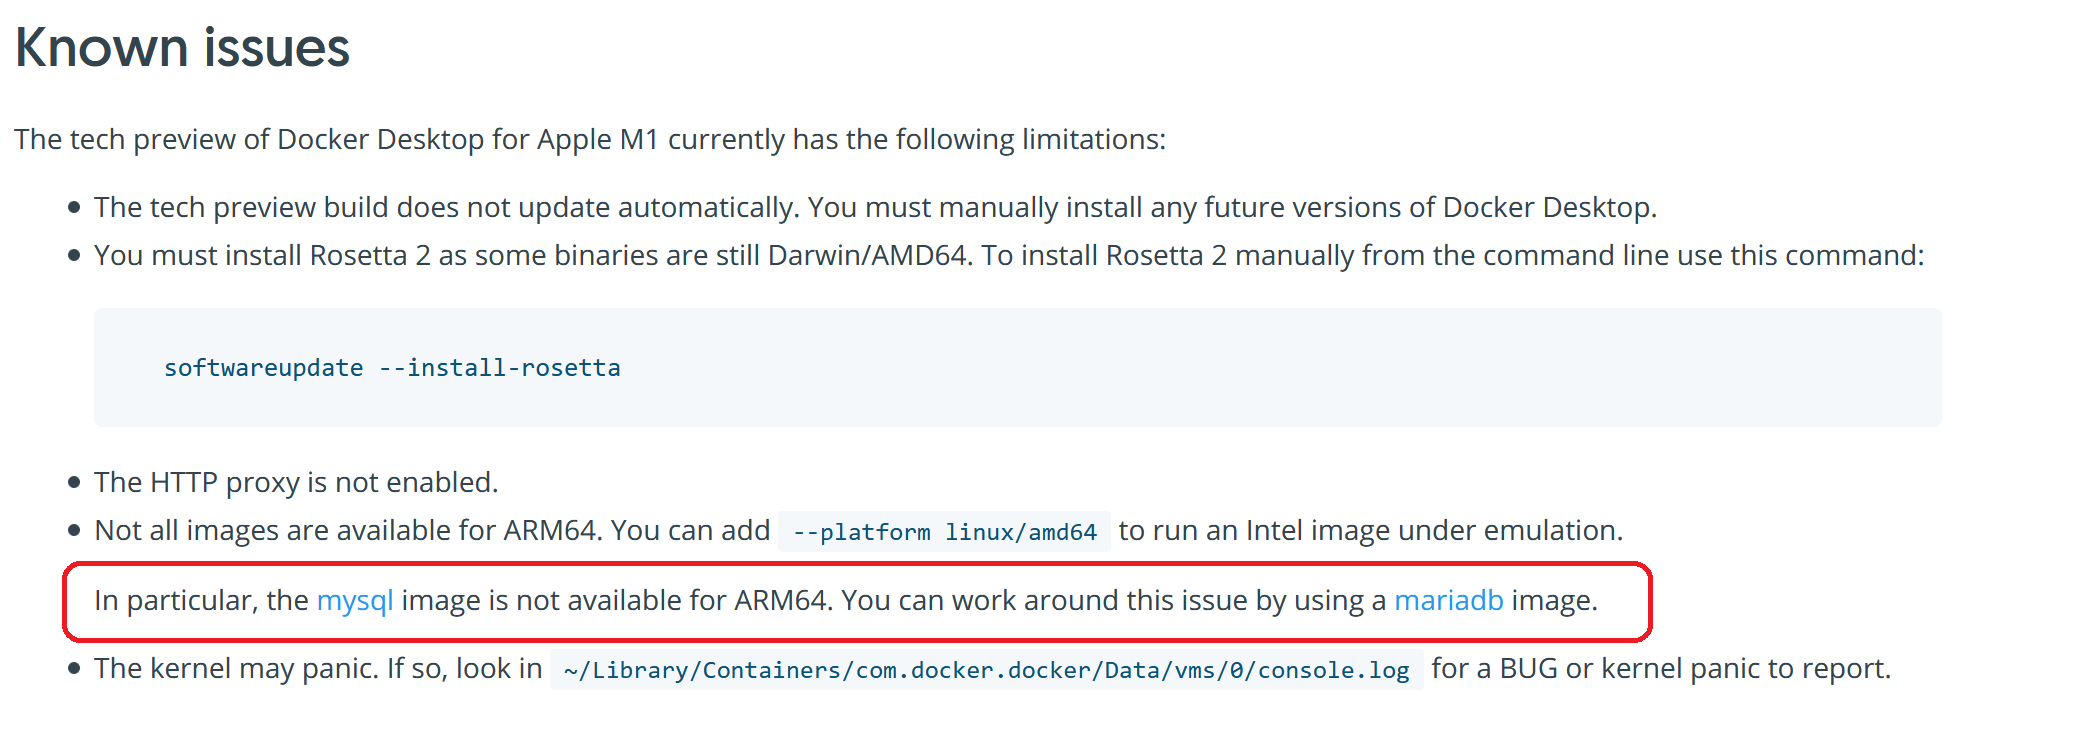 Known issues
The tech preview of Docker Desktop for Apple M1 currently has the following limitations:
The tech preview build does not update automatically. You must manually install any future versions of Docker Desktop.
You must install Rosetta 2 as some binaries are still Darwin/AMD64. To install Rosetta 2 manually from the command line use this command:
softwareupdate --install-rosetta
The HTTP proxy is not enabled.
Not all images are available for ARM64. You can add --platform linux/amd64 to run an Intel image under emulation.
In particular, the mysql image is not available for ARM64. You can work around this issue by using a mariadb image.
The kernel may panic. If so, look in ~/Library/Containers/com.docker.docker/Data/vms/0/console.log for a BUG or kernel panic to report.